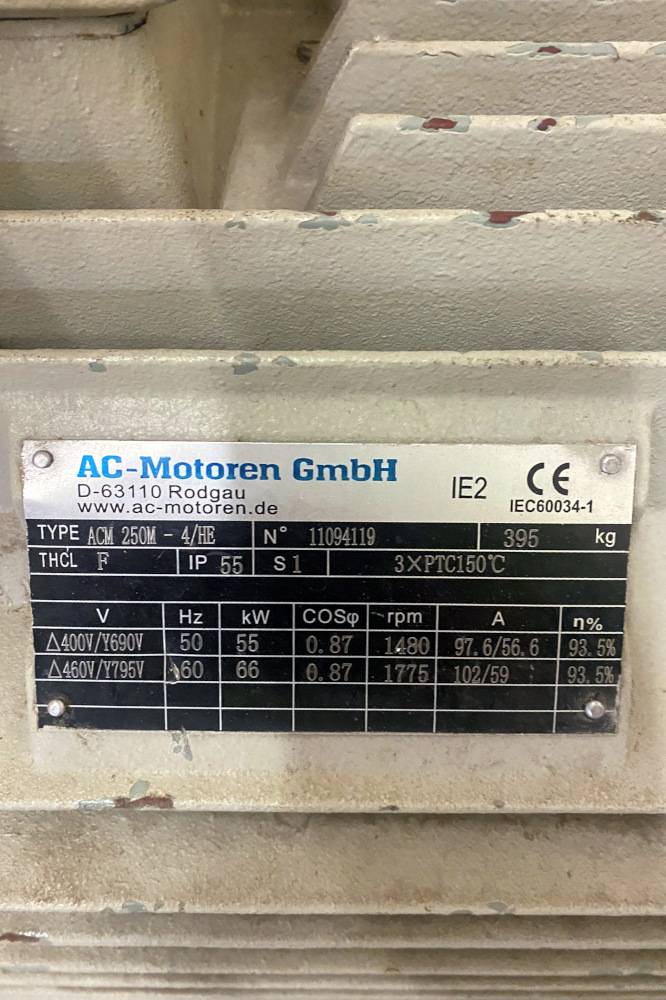 AC-Motoren GmbH
D-63110 Rodgau
www.ac-motoren.de
IE2
CE
IEC60034-1
TYPE ACM 250M - 4/HE N° 11094119 395 kg
THCL F IP 55 S1 3×PTC150°C
V Hz kW COSφ rpm A η%
△400V/Y690V 50 55 0.87 1480 97.6/56.6 93.5%
△460V/Y795V 60 66 0.87 1775 102/59 93.5%